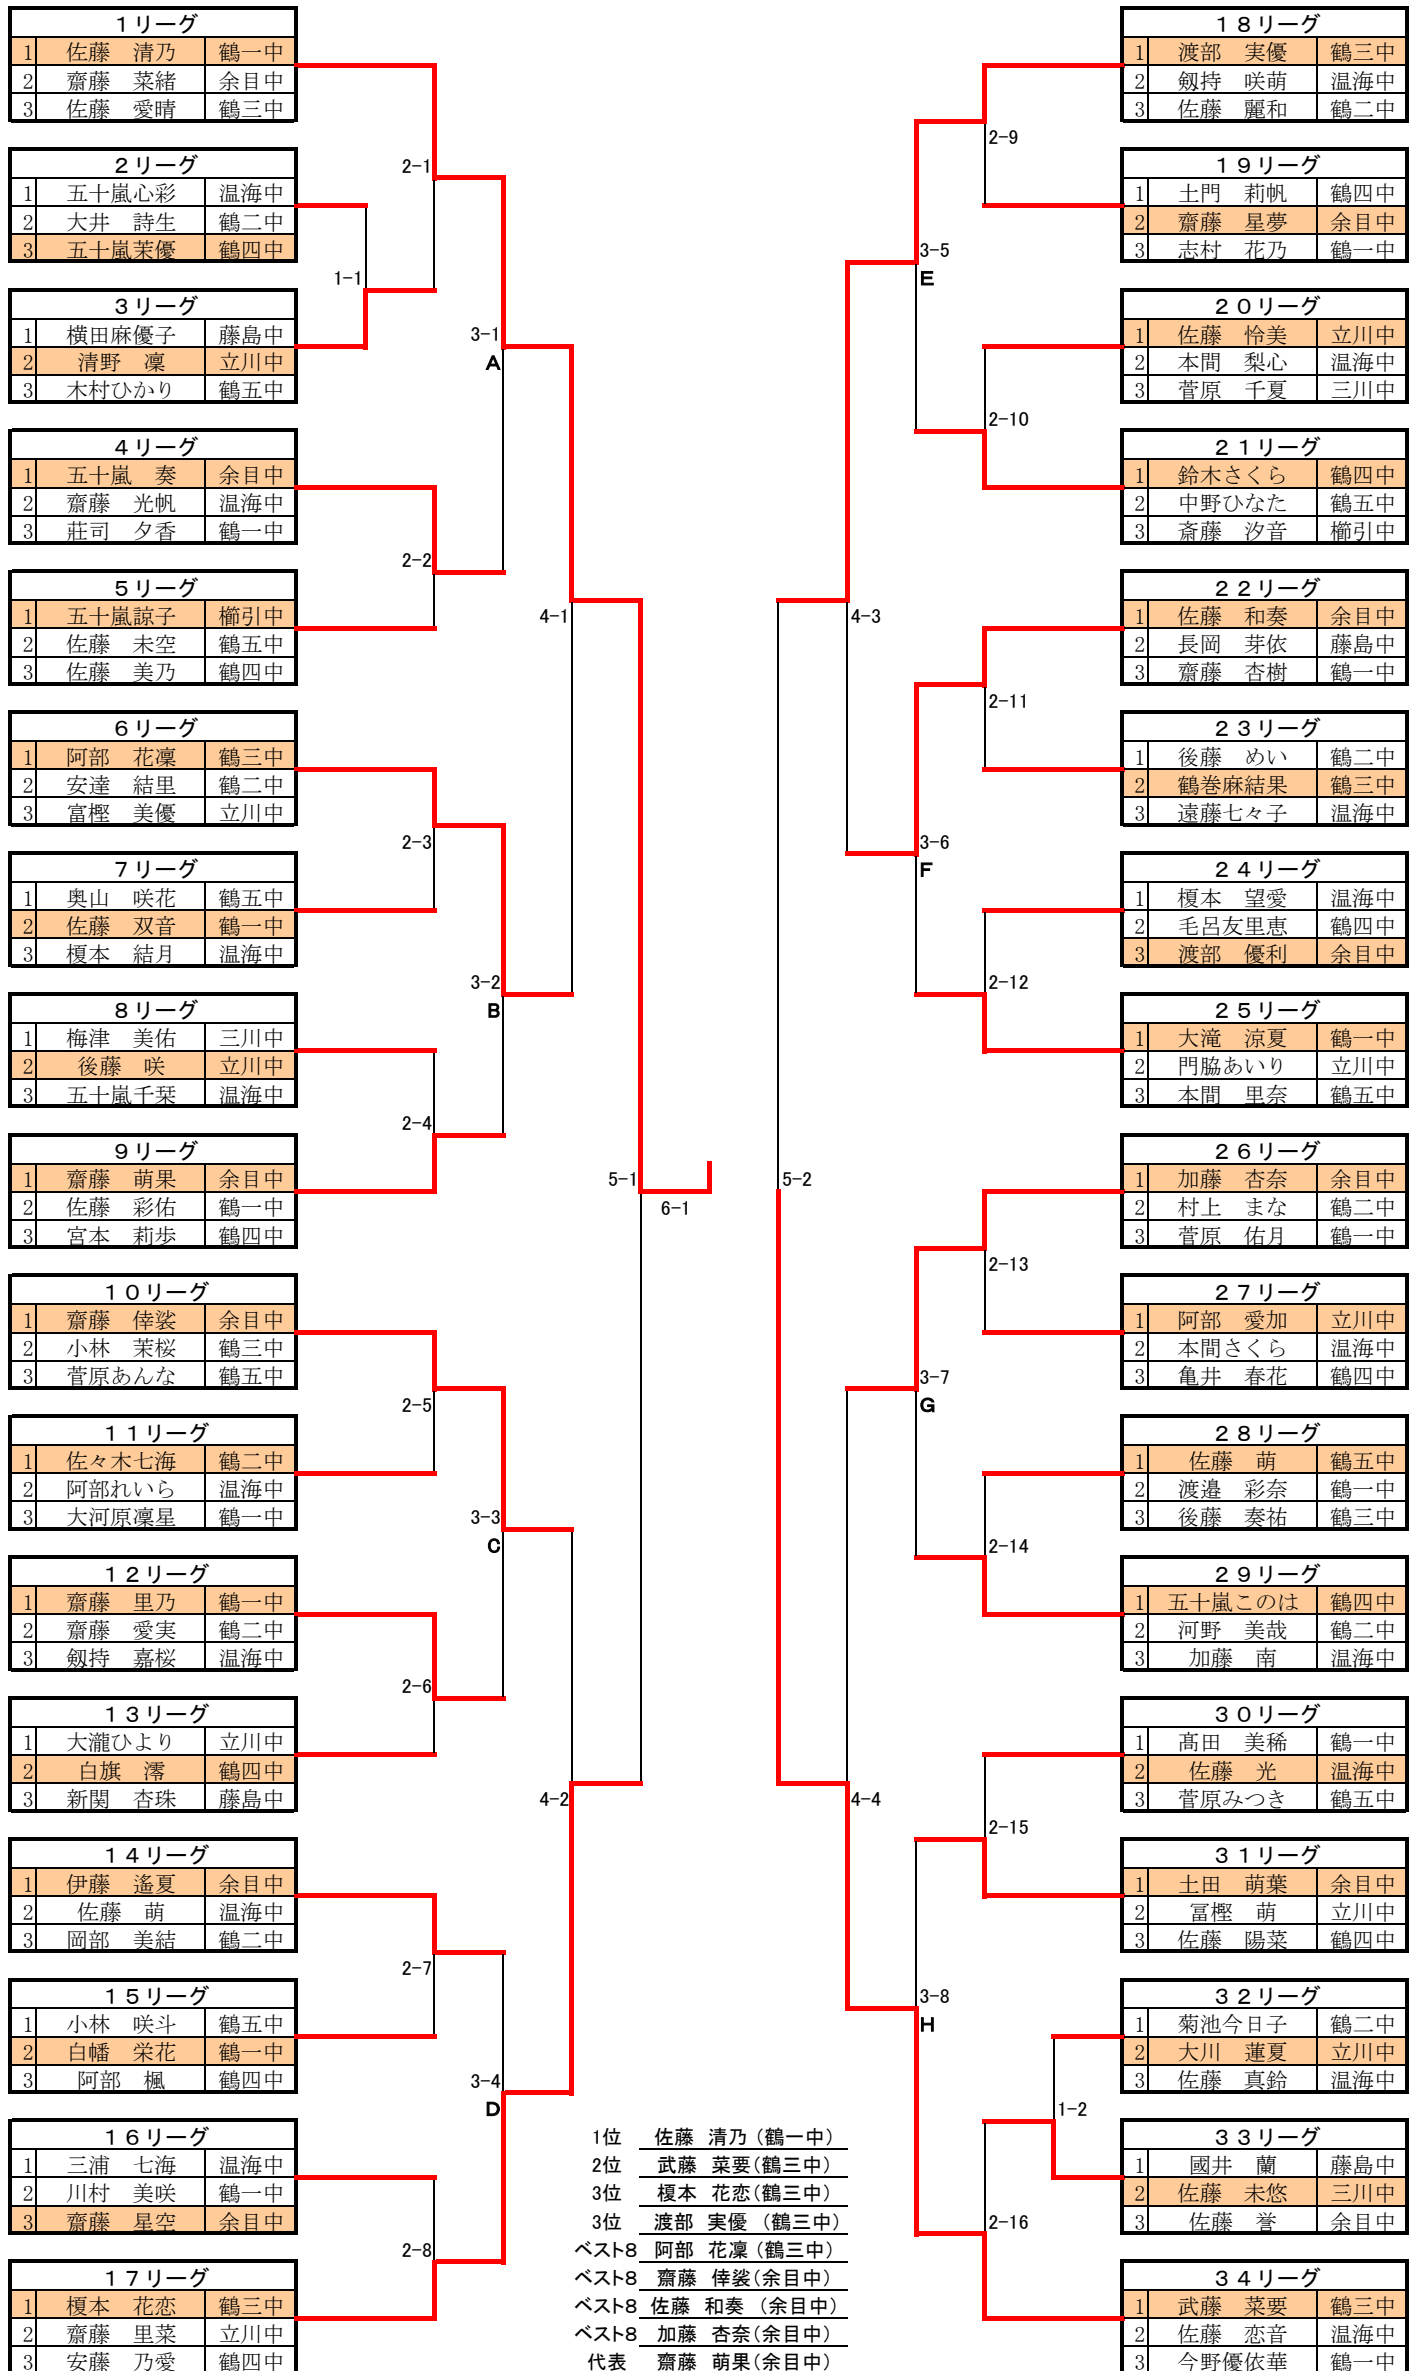 1リーグ
1 佐藤 清乃 鶴一中
2 齋藤 菜緒 余目中
3 佐藤 愛晴 鶴三中
2リーグ
1 五十嵐心彩 温海中
2 大井 詩生 鶴二中
3 五十嵐茉優 鶴四中
3リーグ
1 横田麻優子 藤島中
2 清野 凜 立川中
3 木村ひかり 鶴五中
4リーグ
1 五十嵐 奏 余目中
2 齋藤 光帆 温海中
3 莊司 夕香 鶴一中
5リーグ
1 五十嵐諒子 櫛引中
2 佐藤 未空 鶴五中
3 佐藤 美乃 鶴四中
6リーグ
1 阿部 花凜 鶴三中
2 安達 結里 鶴二中
3 富樫 美優 立川中
7リーグ
1 奥山 咲花 鶴五中
2 佐藤 双音 鶴一中
3 榎本 結月 温海中
8リーグ
1 梅津 美佑 三川中
2 後藤 咲 立川中
3 五十嵐千栞 温海中
9リーグ
1 齋藤 萌果 余目中
2 佐藤 彩佑 鶴一中
3 宮本 莉歩 鶴四中
10リーグ
1 齋藤 倖裟 余目中
2 小林 茉桜 鶴三中
3 菅原あんな 鶴五中
11リーグ
1 佐々木七海 鶴二中
2 阿部れいら 温海中
3 大河原凜星 鶴一中
12リーグ
1 齋藤 里乃 鶴一中
2 齋藤 愛実 鶴二中
3 剱持 嘉桜 温海中
13リーグ
1 大瀧ひより 立川中
2 白旗 澪 鶴四中
3 新関 杏珠 藤島中
14リーグ
1 伊藤 遙夏 余目中
2 佐藤 萌 温海中
3 岡部 美結 鶴二中
15リーグ
1 小林 咲斗 鶴五中
2 白幡 栄花 鶴一中
3 阿部 楓 鶴四中
16リーグ
1 三浦 七海 温海中
2 川村 美咲 鶴一中
3 齋藤 星空 余目中
17リーグ
1 榎本 花恋 鶴三中
2 齋藤 里菜 立川中
3 安藤 乃愛 鶴四中
2-1
1-1
3-1
A
2-2
4-1
2-3
3-2
B
2-4
5-1
6-1
2-5
3-3
C
2-6
4-2
2-7
3-4
D
2-8
1位 佐藤 清乃(鶴一中)
2位 武藤 菜要(鶴三中)
3位 榎本 花恋(鶴三中)
3位 渡部 実優 (鶴三中)
ベスト8 阿部 花凜(鶴三中)
ベスト8 齋藤 倖裟(余目中)
ベスト8 佐藤 和奏 (余目中)
ベスト8 加藤 杏奈(余目中)
代表 齋藤 萌果(余目中)
2-9
3-5
E
2-10
4-3
2-11
3-6
F
2-12
5-2
2-13
3-7
G
2-14
4-4
2-15
3-8
H
1-2
2-16
18リーグ
1 渡部 実優 鶴三中
2 剱持 咲萌 温海中
3 佐藤 麗和 鶴二中
19リーグ
1 土門 莉帆 鶴四中
2 齋藤 星夢 余目中
3 志村 花乃 鶴一中
20リーグ
1 佐藤 怜美 立川中
2 本間 梨心 温海中
3 菅原 千夏 三川中
21リーグ
1 鈴木さくら 鶴四中
2 中野ひなた 鶴五中
3 斎藤 汐音 櫛引中
22リーグ
1 佐藤 和奏 余目中
2 長岡 芽依 藤島中
3 齋藤 杏樹 鶴一中
23リーグ
1 後藤 めい 鶴二中
2 鶴巻麻結果 鶴三中
3 遠藤七々子 温海中
24リーグ
1 榎本 望愛 温海中
2 毛呂友里恵 鶴四中
3 渡部 優利 余目中
25リーグ
1 大滝 涼夏 鶴一中
2 門脇あいり 立川中
3 本間 里奈 鶴五中
26リーグ
1 加藤 杏奈 余目中
2 村上 まな 鶴二中
3 菅原 佑月 鶴一中
27リーグ
1 阿部 愛加 立川中
2 本間さくら 温海中
3 亀井 春花 鶴四中
28リーグ
1 佐藤 萌 鶴五中
2 渡邉 彩奈 鶴一中
3 後藤 奏祐 鶴三中
29リーグ
1 五十嵐このは 鶴四中
2 河野 美哉 鶴二中
3 加藤 南 温海中
30リーグ
1 髙田 美稀 鶴一中
2 佐藤 光 温海中
3 菅原みつき 鶴五中
31リーグ
1 土田 萌葉 余目中
2 冨樫 萌 立川中
3 佐藤 陽菜 鶴四中
32リーグ
1 菊池今日子 鶴二中
2 大川 蓮夏 立川中
3 佐藤 真鈴 温海中
33リーグ
1 國井 蘭 藤島中
2 佐藤 未悠 三川中
3 佐藤 誉 余目中
34リーグ
1 武藤 菜要 鶴三中
2 佐藤 恋音 温海中
3 今野優依華 鶴一中